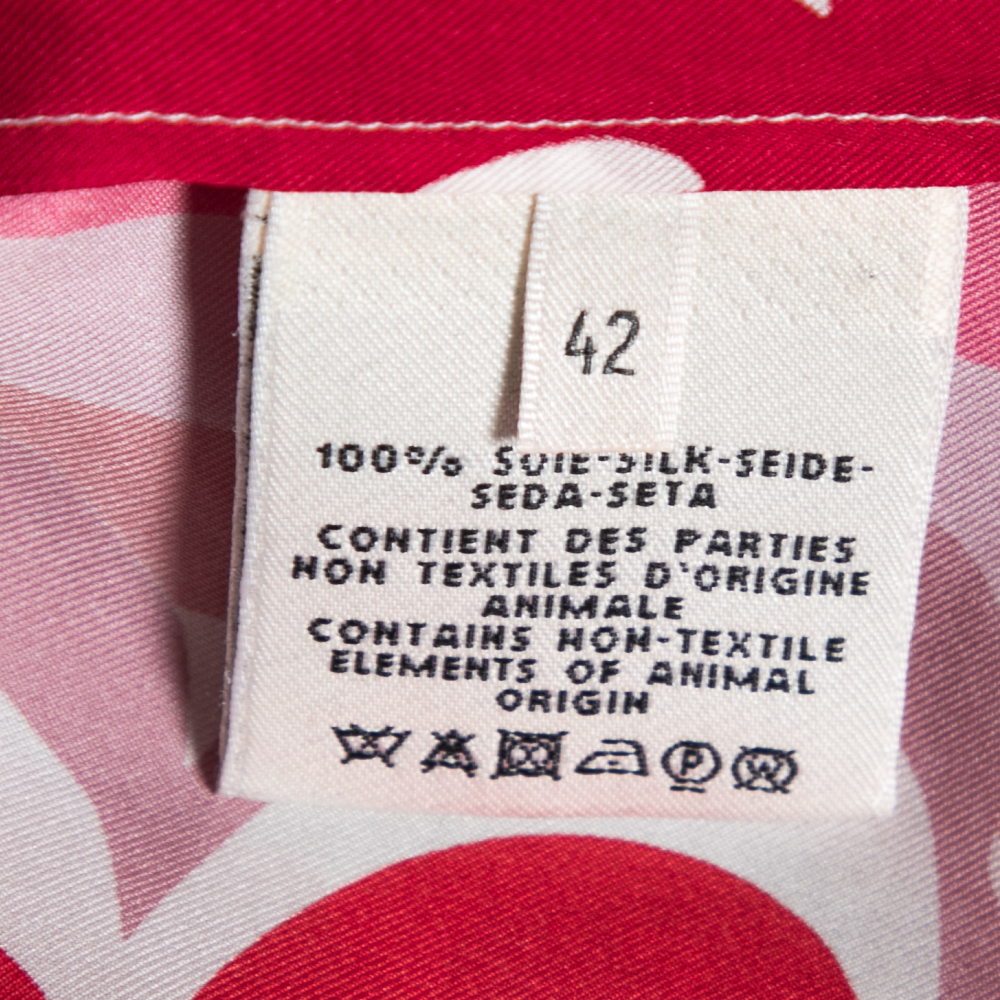 42
100% SOIE-SILK-SEIDE-
SEDA-SETA
CONTIENT DES PARTIES
NON TEXTILES D'ORIGINE
ANIMALE
CONTAINS NON-TEXTILE
ELEMENTS OF ANIMAL
ORIGIN
P W